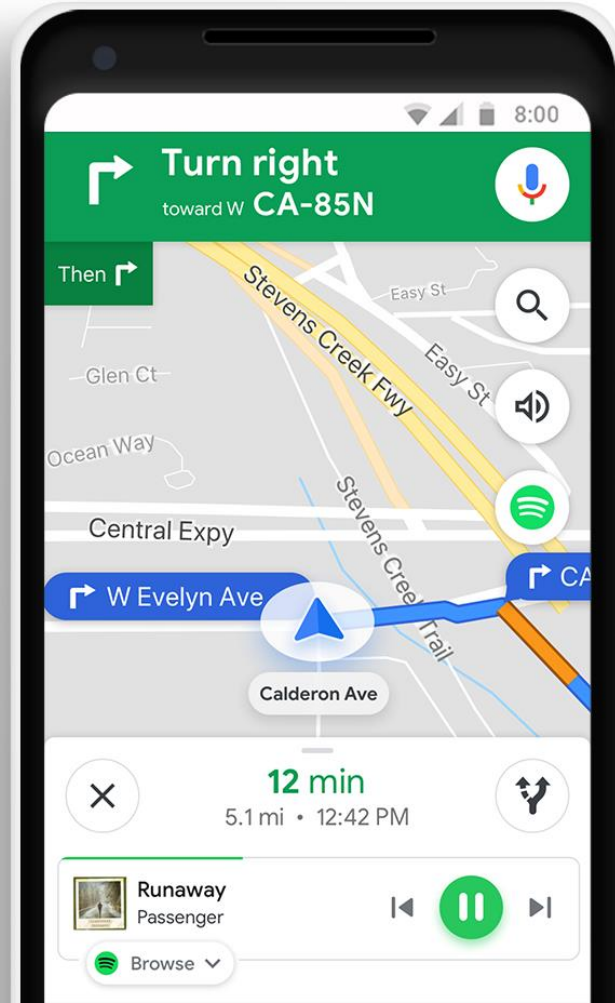 8:00
Turn right
toward W CA-85N
Then
Stevens Creek Fwy
Easy St
Easy St
Glen Ct
Ocean Way
Central Expy
Stevens Creek Trail
W Evelyn Ave
CA
Calderon Ave
12 min
5.1 mi • 12:42 PM
Runaway
Passenger
Browse